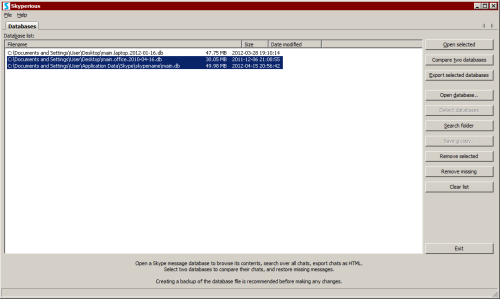 Skyperious
File Help
Databases
Database list:
Filename Size Date modified
C:\Documents and Settings\User\Desktop\main.laptop.2012-01-16.db 47.75 MB 2012-03-28 19:10:14
C:\Documents and Settings\User\Desktop\main.office.2010-04-16.db 38.05 MB 2011-12-06 21:08:55
C:\Documents and Settings\User\Application Data\Skype\skypename\main.db 49.98 MB 2012-04-15 20:56:42
Open selected
Compare two databases
Export selected databases
Open database..
Detect databases
Search folder
Save a copy..
Remove selected
Remove missing
Clear list
Exit
Open a Skype message database to browse its contents, search over all chats, export chats as HTML.
Select two databases to compare their chats, and restore missing messages.
Creating a backup of the database file is recommended before making any changes.